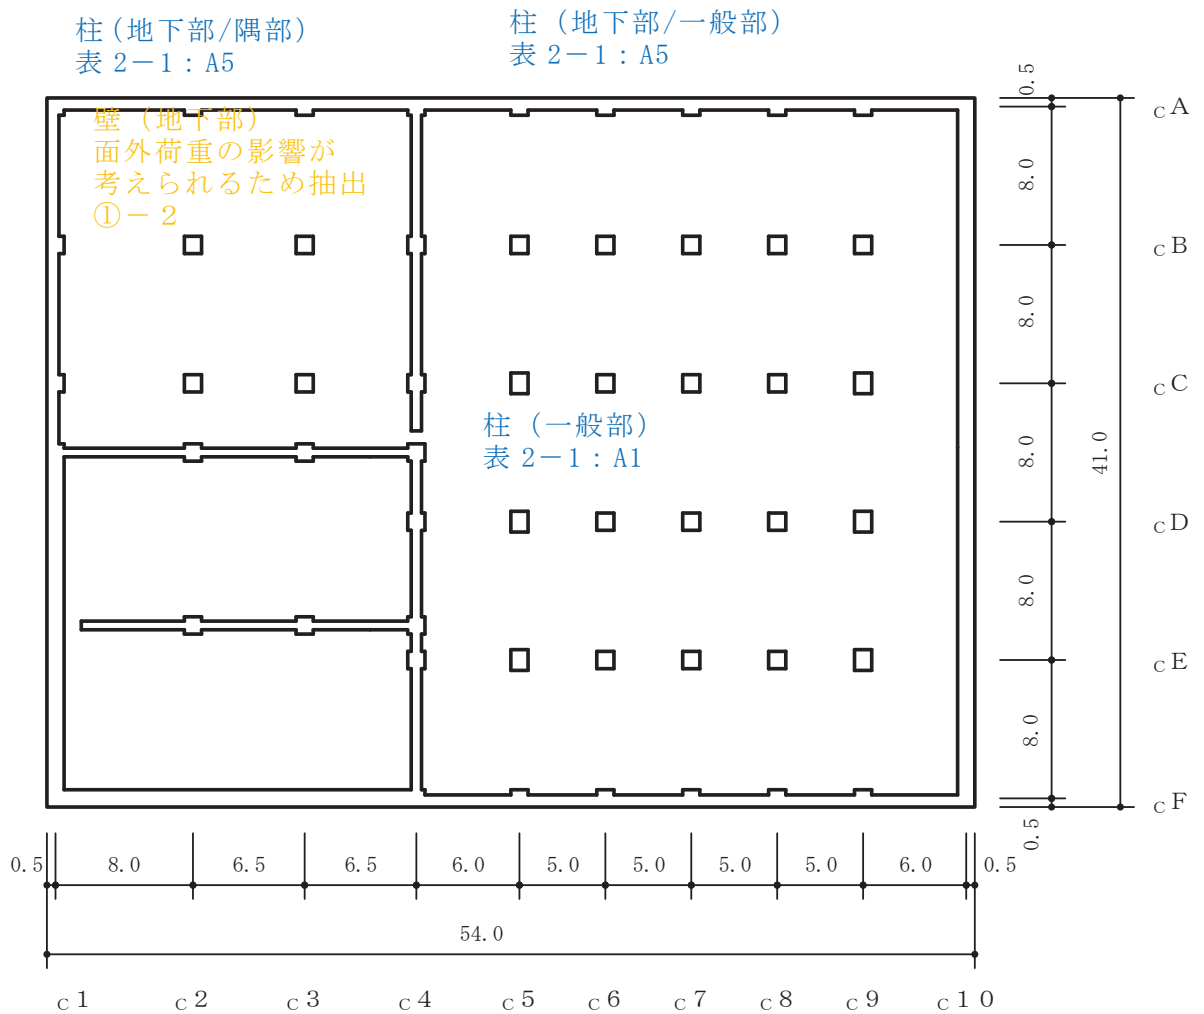 柱(地下部/隅部)
表 2－1：A5
柱（地下部/一般部）
表 2－1：A5
壁（地下部）
面外荷重の影響が
考えられるため抽出
①－２
柱（一般部）
表 2－1：A1
0.5
8.0
8.0
8.0
8.0
8.0
0.5
41.0
cA
cB
cC
cD
cE
cF
0.5 8.0 6.5 6.5 6.0 5.0 5.0 5.0 5.0 6.0 0.5
54.0
c1 c2 c3 c4 c5 c6 c7 c8 c9 c10